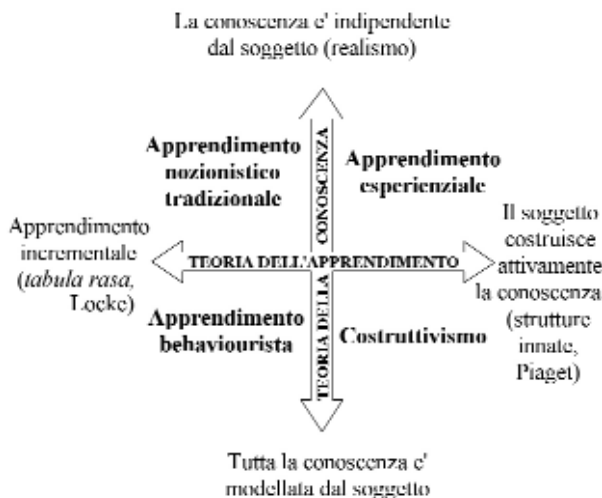 La conoscenza e' indipendente
dal soggetto (realismo)
Apprendimento
nozionistico
tradizionale
Apprendimento
esperienziale
TEORIA DELLA CONOSCENZA
Apprendimento
incrementale
(tabula rasa,
Locke)
TEORIA DELL'APPRENDIMENTO
Il soggetto
costruisce
attivamente
la conoscenza
(strutture
innate,
Piaget)
Apprendimento
behaviourista
Costruttivismo
Tutta la conoscenza e'
modellata dal soggetto